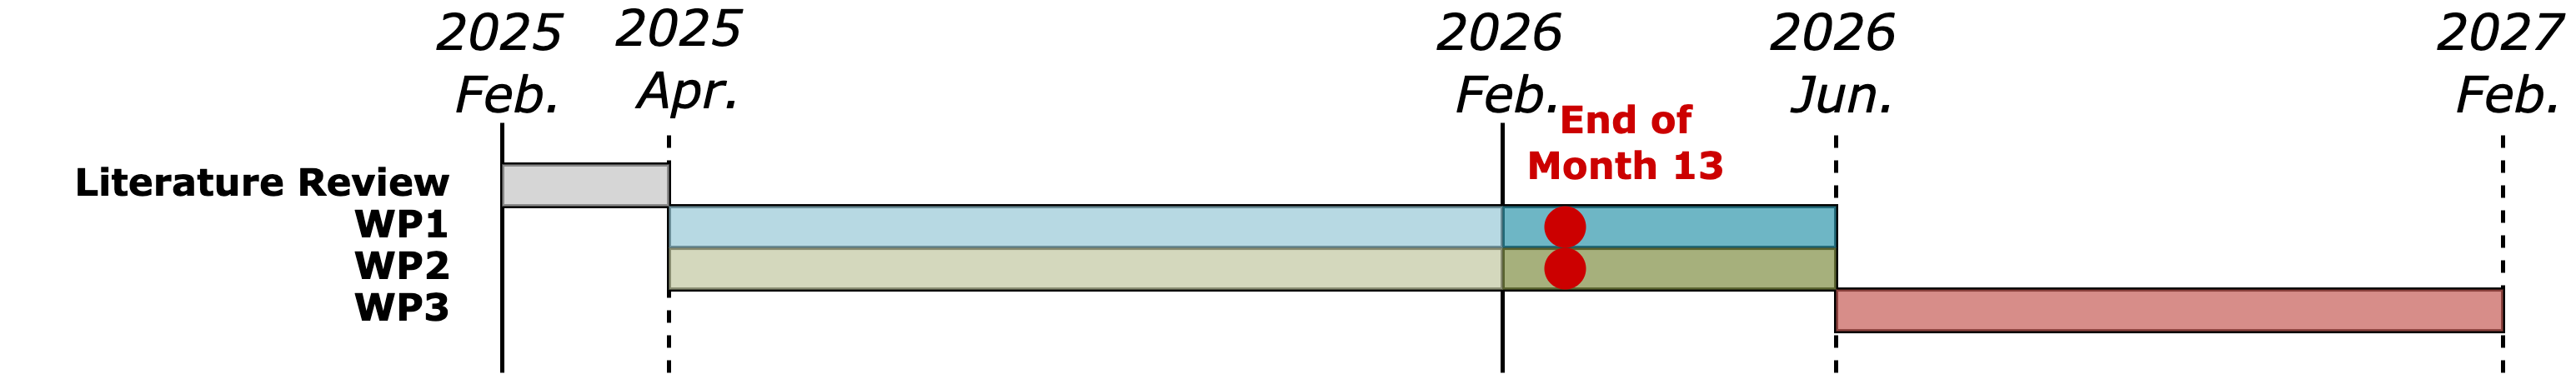 2025
Feb.
2025
Apr.
2026
Feb.
2026
Jun.
2027
Feb.
End of
Month 13
Literature Review
WP1
WP2
WP3